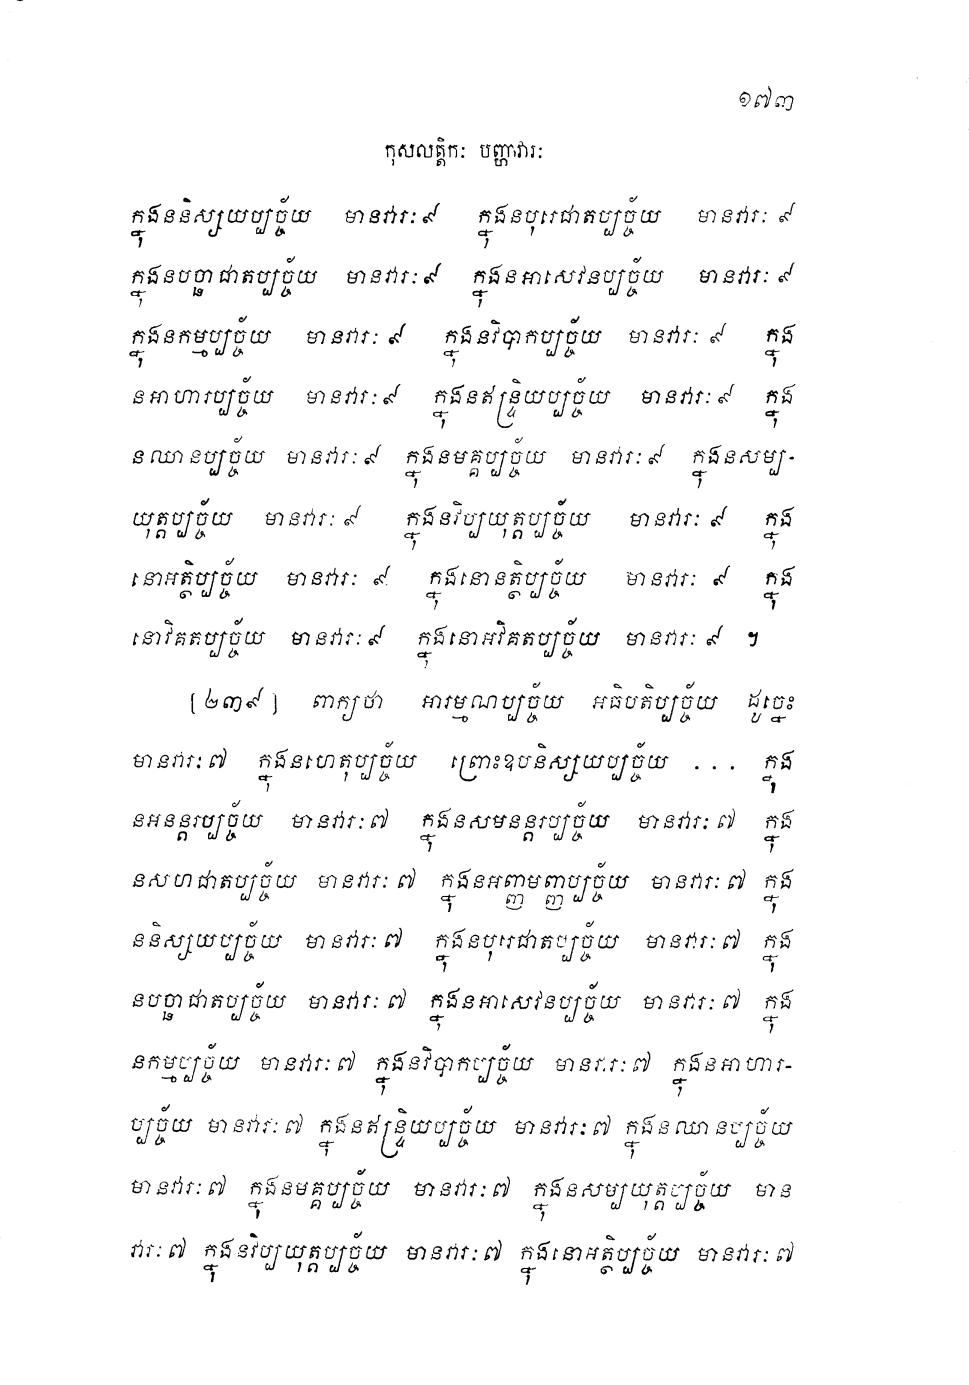 ១៧៣
កុសលត្តិកៈ បញ្ហាវារៈ
ក្នុងននិស្សយប្បច្ច័យ មានវារៈ ៩ ក្នុងនបុរេជាតប្បច្ច័យ មានវារៈ ៩
ក្នុងនបច្ឆាជាតប្បច្ច័យ មានវារៈ ៩ ក្នុងនអាសេវនប្បច្ច័យ មានវារៈ ៩
ក្នុងនកម្មប្បច្ច័យ មានវារៈ ៩ ក្នុងនវិបាកប្បច្ច័យ មានវារៈ ៩ ក្នុង
នអាហារប្បច្ច័យ មានវារៈ ៩ ក្នុងនឥន្ទ្រិយប្បច្ច័យ មានវារៈ ៩ ក្នុង
នឈានប្បច្ច័យ មានវារៈ ៩ ក្នុងនមគ្គប្បច្ច័យ មានវារៈ ៩ ក្នុងនសម្ប-
យុត្តប្បច្ច័យ មានវារៈ ៩ ក្នុងនវិប្បយុត្តប្បច្ច័យ មានវារៈ ៩ ក្នុង
នោអត្ថិប្បច្ច័យ មានវារៈ ៩ ក្នុងនោនត្ថិប្បច្ច័យ មានវារៈ ៩ ក្នុង
នោវិគតប្បច្ច័យ មានវារៈ ៩ ក្នុងនោអវិគតប្បច្ច័យ មានវារៈ ៩ ។
[២៣៩] ពាក្យថា អារម្មណប្បច្ច័យ អធិបតិប្បច្ច័យ ដូច្នេះ
មានវារៈ ៧ ក្នុងនហេតុប្បច្ច័យ ព្រោះឧបនិស្សយប្បច្ច័យ . . . ក្នុង
នអនន្តរប្បច្ច័យ មានវារៈ ៧ ក្នុងនសមនន្តរប្បច្ច័យ មានវារៈ ៧ ក្នុង
នសហជាតប្បច្ច័យ មានវារៈ ៧ ក្នុងនអញ្ញាមញ្ញប្បច្ច័យ មានវារៈ ៧ ក្នុង
ននិស្សយប្បច្ច័យ មានវារៈ ៧ ក្នុងនបុរេជាតប្បច្ច័យ មានវារៈ ៧ ក្នុង
នបច្ឆាជាតប្បច្ច័យ មានវារៈ ៧ ក្នុងនអាសេវនប្បច្ច័យ មានវារៈ ៧ ក្នុង
នកម្មប្បច្ច័យ មានវារៈ ៧ ក្នុងនវិបាកប្បច្ច័យ មានវារៈ ៧ ក្នុងនអាហារ-
ប្បច្ច័យ មានវារៈ ៧ ក្នុងនឥន្ទ្រិយប្បច្ច័យ មានវារៈ ៧ ក្នុងនឈានប្បច្ច័យ
មានវារៈ ៧ ក្នុងនមគ្គប្បច្ច័យ មានវារៈ ៧ ក្នុងនសម្បយុត្តប្បច្ច័យ មាន
វារៈ ៧ ក្នុងនវិប្បយុត្តប្បច្ច័យ មានវារៈ ៧ ក្នុងនោអត្ថិប្បច្ច័យ មានវារៈ ៧